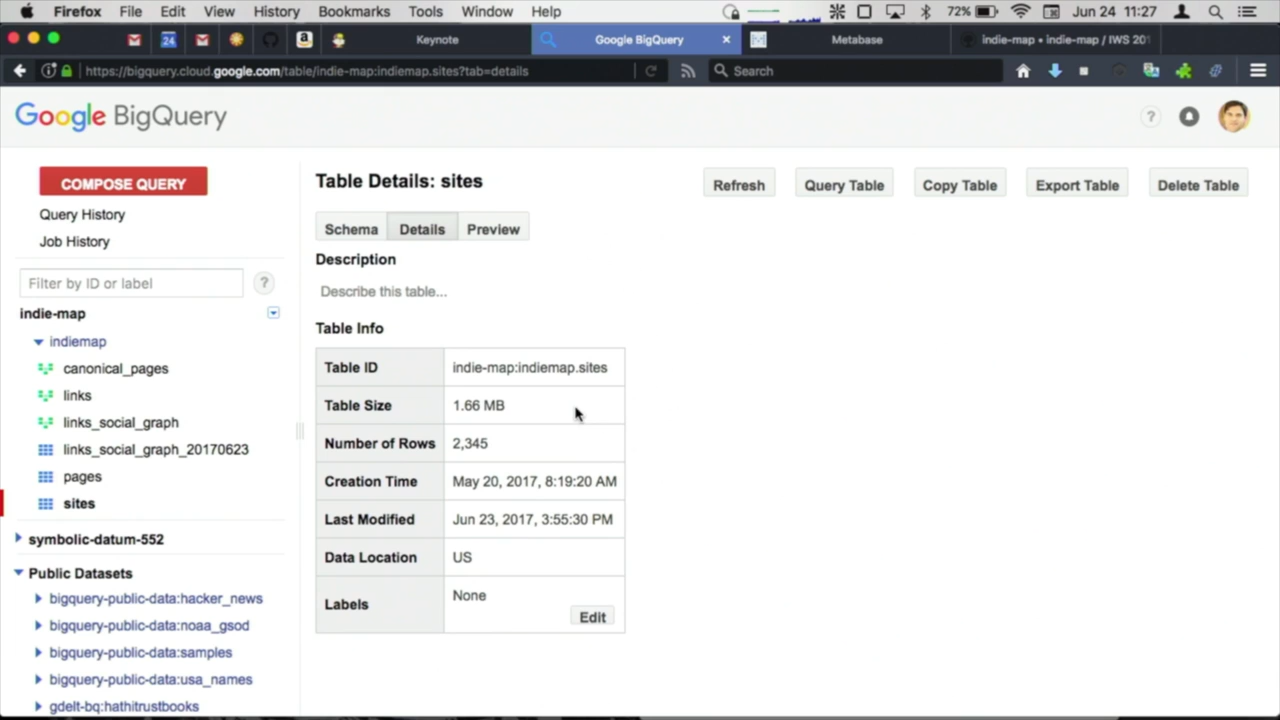 Firefox File Edit View History Bookmarks Tools Window Help 72% Jun 24 11:27
24 Keynote Google BigQuery × Metabase indie-map • indie-map / IWS 201
https://bigquery.cloud.google.com/table/indie-map:indiemap.sites?tab=details Search
Google BigQuery ?
COMPOSE QUERY
Query History
Job History
Filter by ID or label ?
indie-map
indiemap
canonical_pages
links
links_social_graph
links_social_graph_20170623
pages
sites
symbolic-datum-552
Public Datasets
bigquery-public-data:hacker_news
bigquery-public-data:noaa_gsod
bigquery-public-data:samples
bigquery-public-data:usa_names
gdelt-bq:hathitrustbooks
Table Details: sites Refresh Query Table Copy Table Export Table Delete Table
Schema Details Preview
Description
Describe this table...
Table Info
Table ID indie-map:indiemap.sites
Table Size 1.66 MB
Number of Rows 2,345
Creation Time May 20, 2017, 8:19:20 AM
Last Modified Jun 23, 2017, 3:55:30 PM
Data Location US
Labels None
Edit